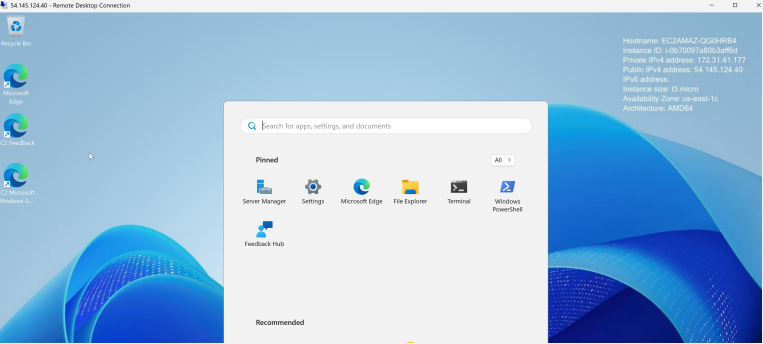 54.145.124.40 - Remote Desktop Connection
Recycle Bin
Microsoft
Edge
C2 Feedback
C2 Microsoft
Windows G...
Hostname: EC2AMAZ-QG0HRB4
Instance ID: i-0b70097a80b3aff6d
Private IPv4 address: 172.31.41.177
Public IPv4 address: 54.145.124.40
IPv6 address:
Instance size: t3.micro
Availability Zone: us-east-1c
Architecture: AMD64
Search for apps, settings, and documents
Pinned
All >
Server Manager
Settings
Microsoft Edge
File Explorer
Terminal
Windows
PowerShell
Feedback Hub
Recommended